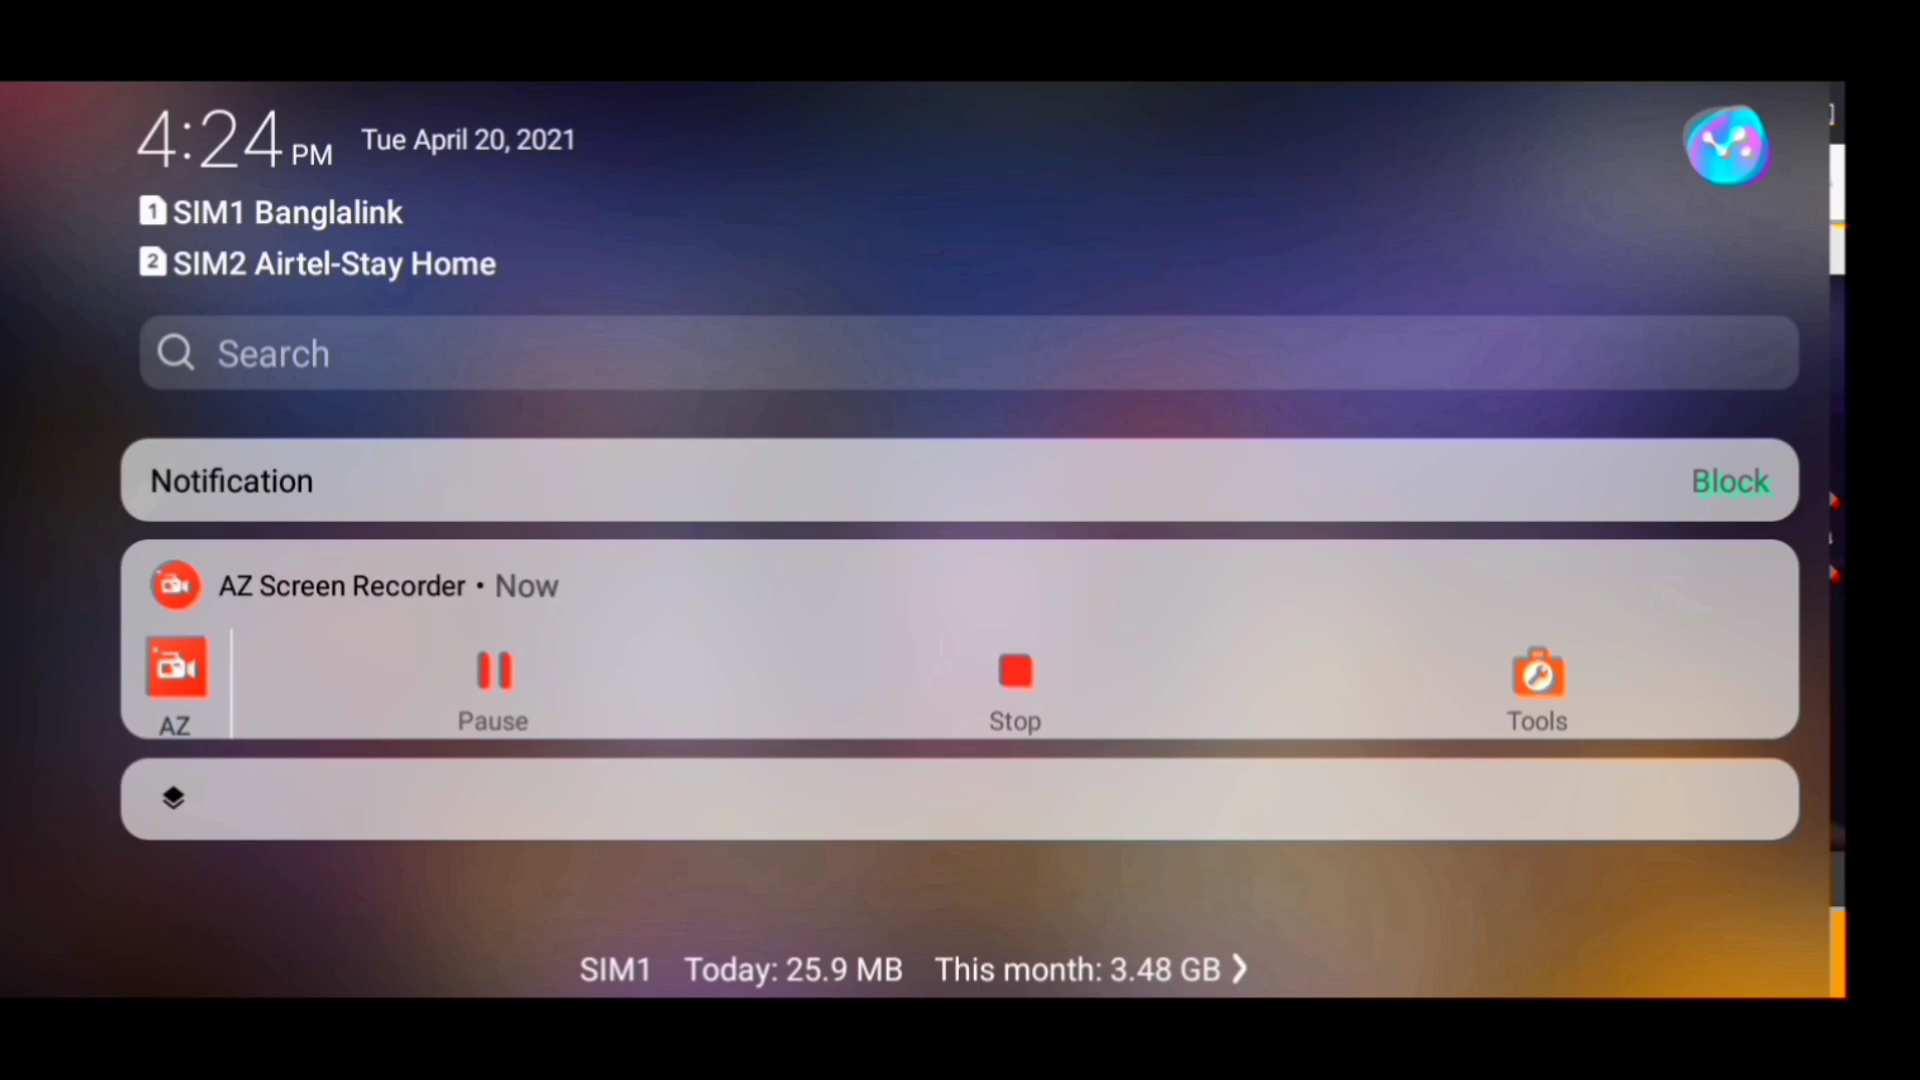 4:24 PM Tue April 20, 2021
1 SIM1 Banglalink
2 SIM2 Airtel-Stay Home
Search
Notification Block
AZ Screen Recorder • Now
AZ Pause Stop Tools
SIM1 Today: 25.9 MB This month: 3.48 GB